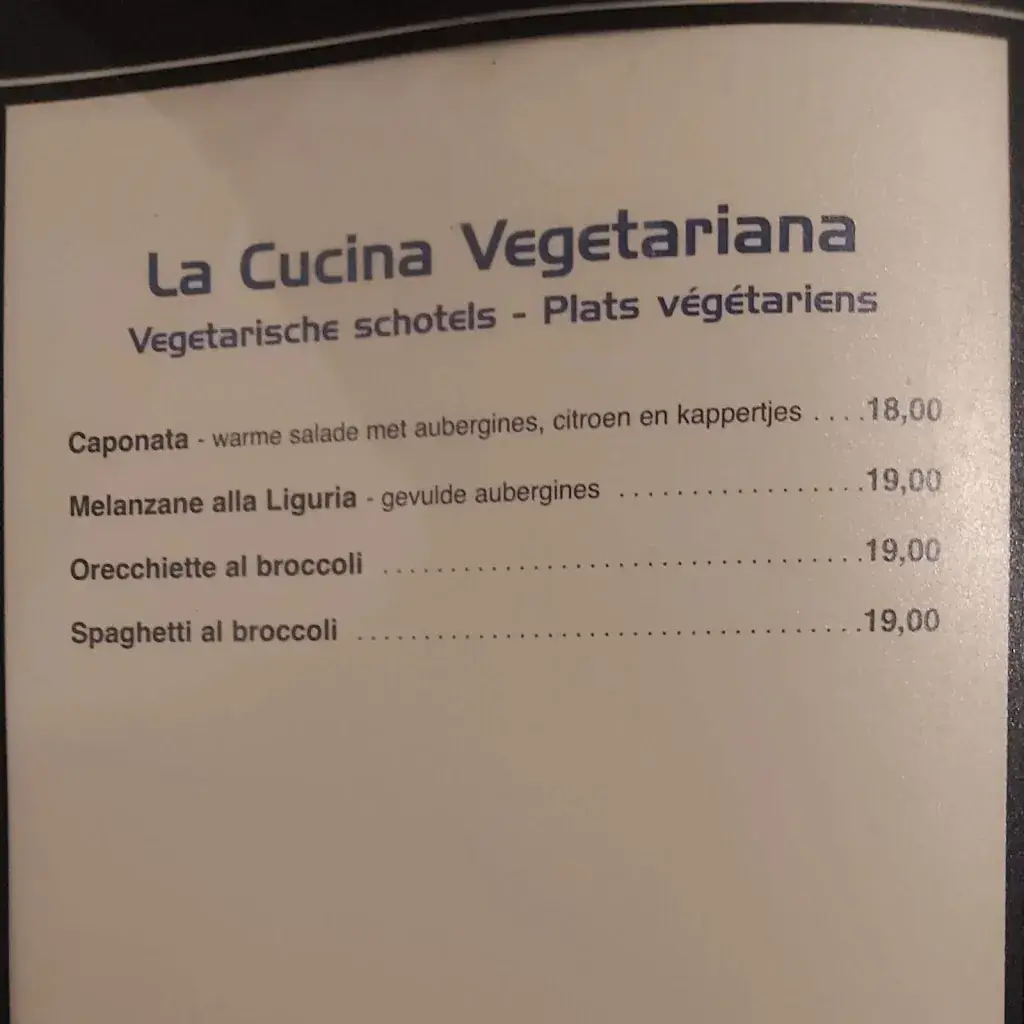 La Cucina Vegetariana
Vegetarische schotels - Plats végétariens
Caponata - warme salade met aubergines, citroen en kappertjes ....18,00
Melanzane alla Liguria - gevulde aubergines ..................19,00
Orecchiette al broccoli ....................................19,00
Spaghetti al broccoli ......................................19,00